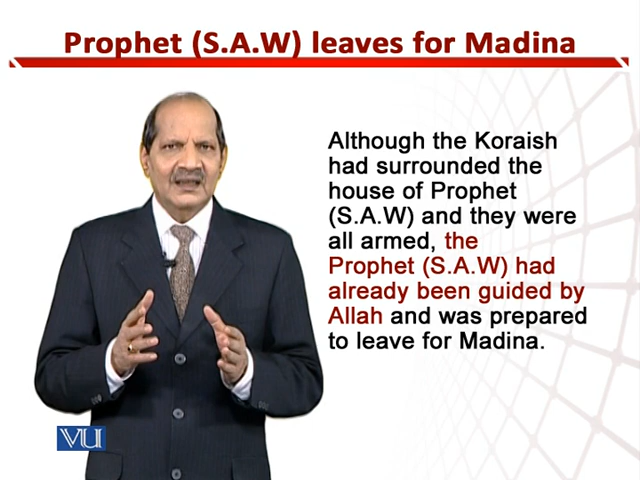 Prophet (S.A.W) leaves for Madina
Although the Koraish
had surrounded the
house of Prophet
(S.A.W) and they were
all armed, the
Prophet (S.A.W) had
already been guided by
Allah and was prepared
to leave for Madina.
VU